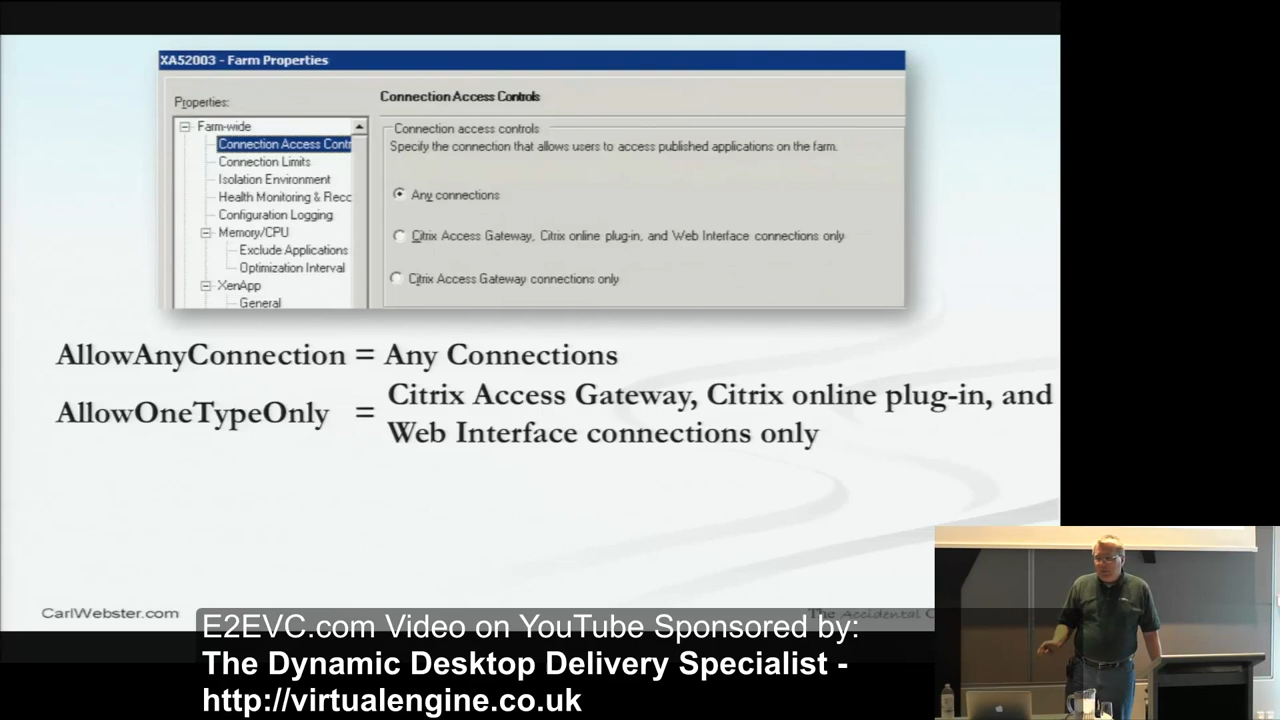 XA52003 - Farm Properties
Properties:
Connection Access Controls
Farm-wide
Connection Access Contr
Connection Limits
Isolation Environment
Health Monitoring & Recc
Configuration Logging
Memory/CPU
Exclude Applications
Optimization Interval
XenApp
General
Connection access controls
Specify the connection that allows users to access published applications on the farm.
Any connections
Citrix Access Gateway, Citrix online plug-in, and Web Interface connections only
Citrix Access Gateway connections only
AllowAnyConnection = Any Connections
AllowOneTypeOnly = Citrix Access Gateway, Citrix online plug-in, and
Web Interface connections only
CarlWebster.com
The Accidental C
E2EVC.com Video on YouTube Sponsored by:
The Dynamic Desktop Delivery Specialist -
http://virtualengine.co.uk